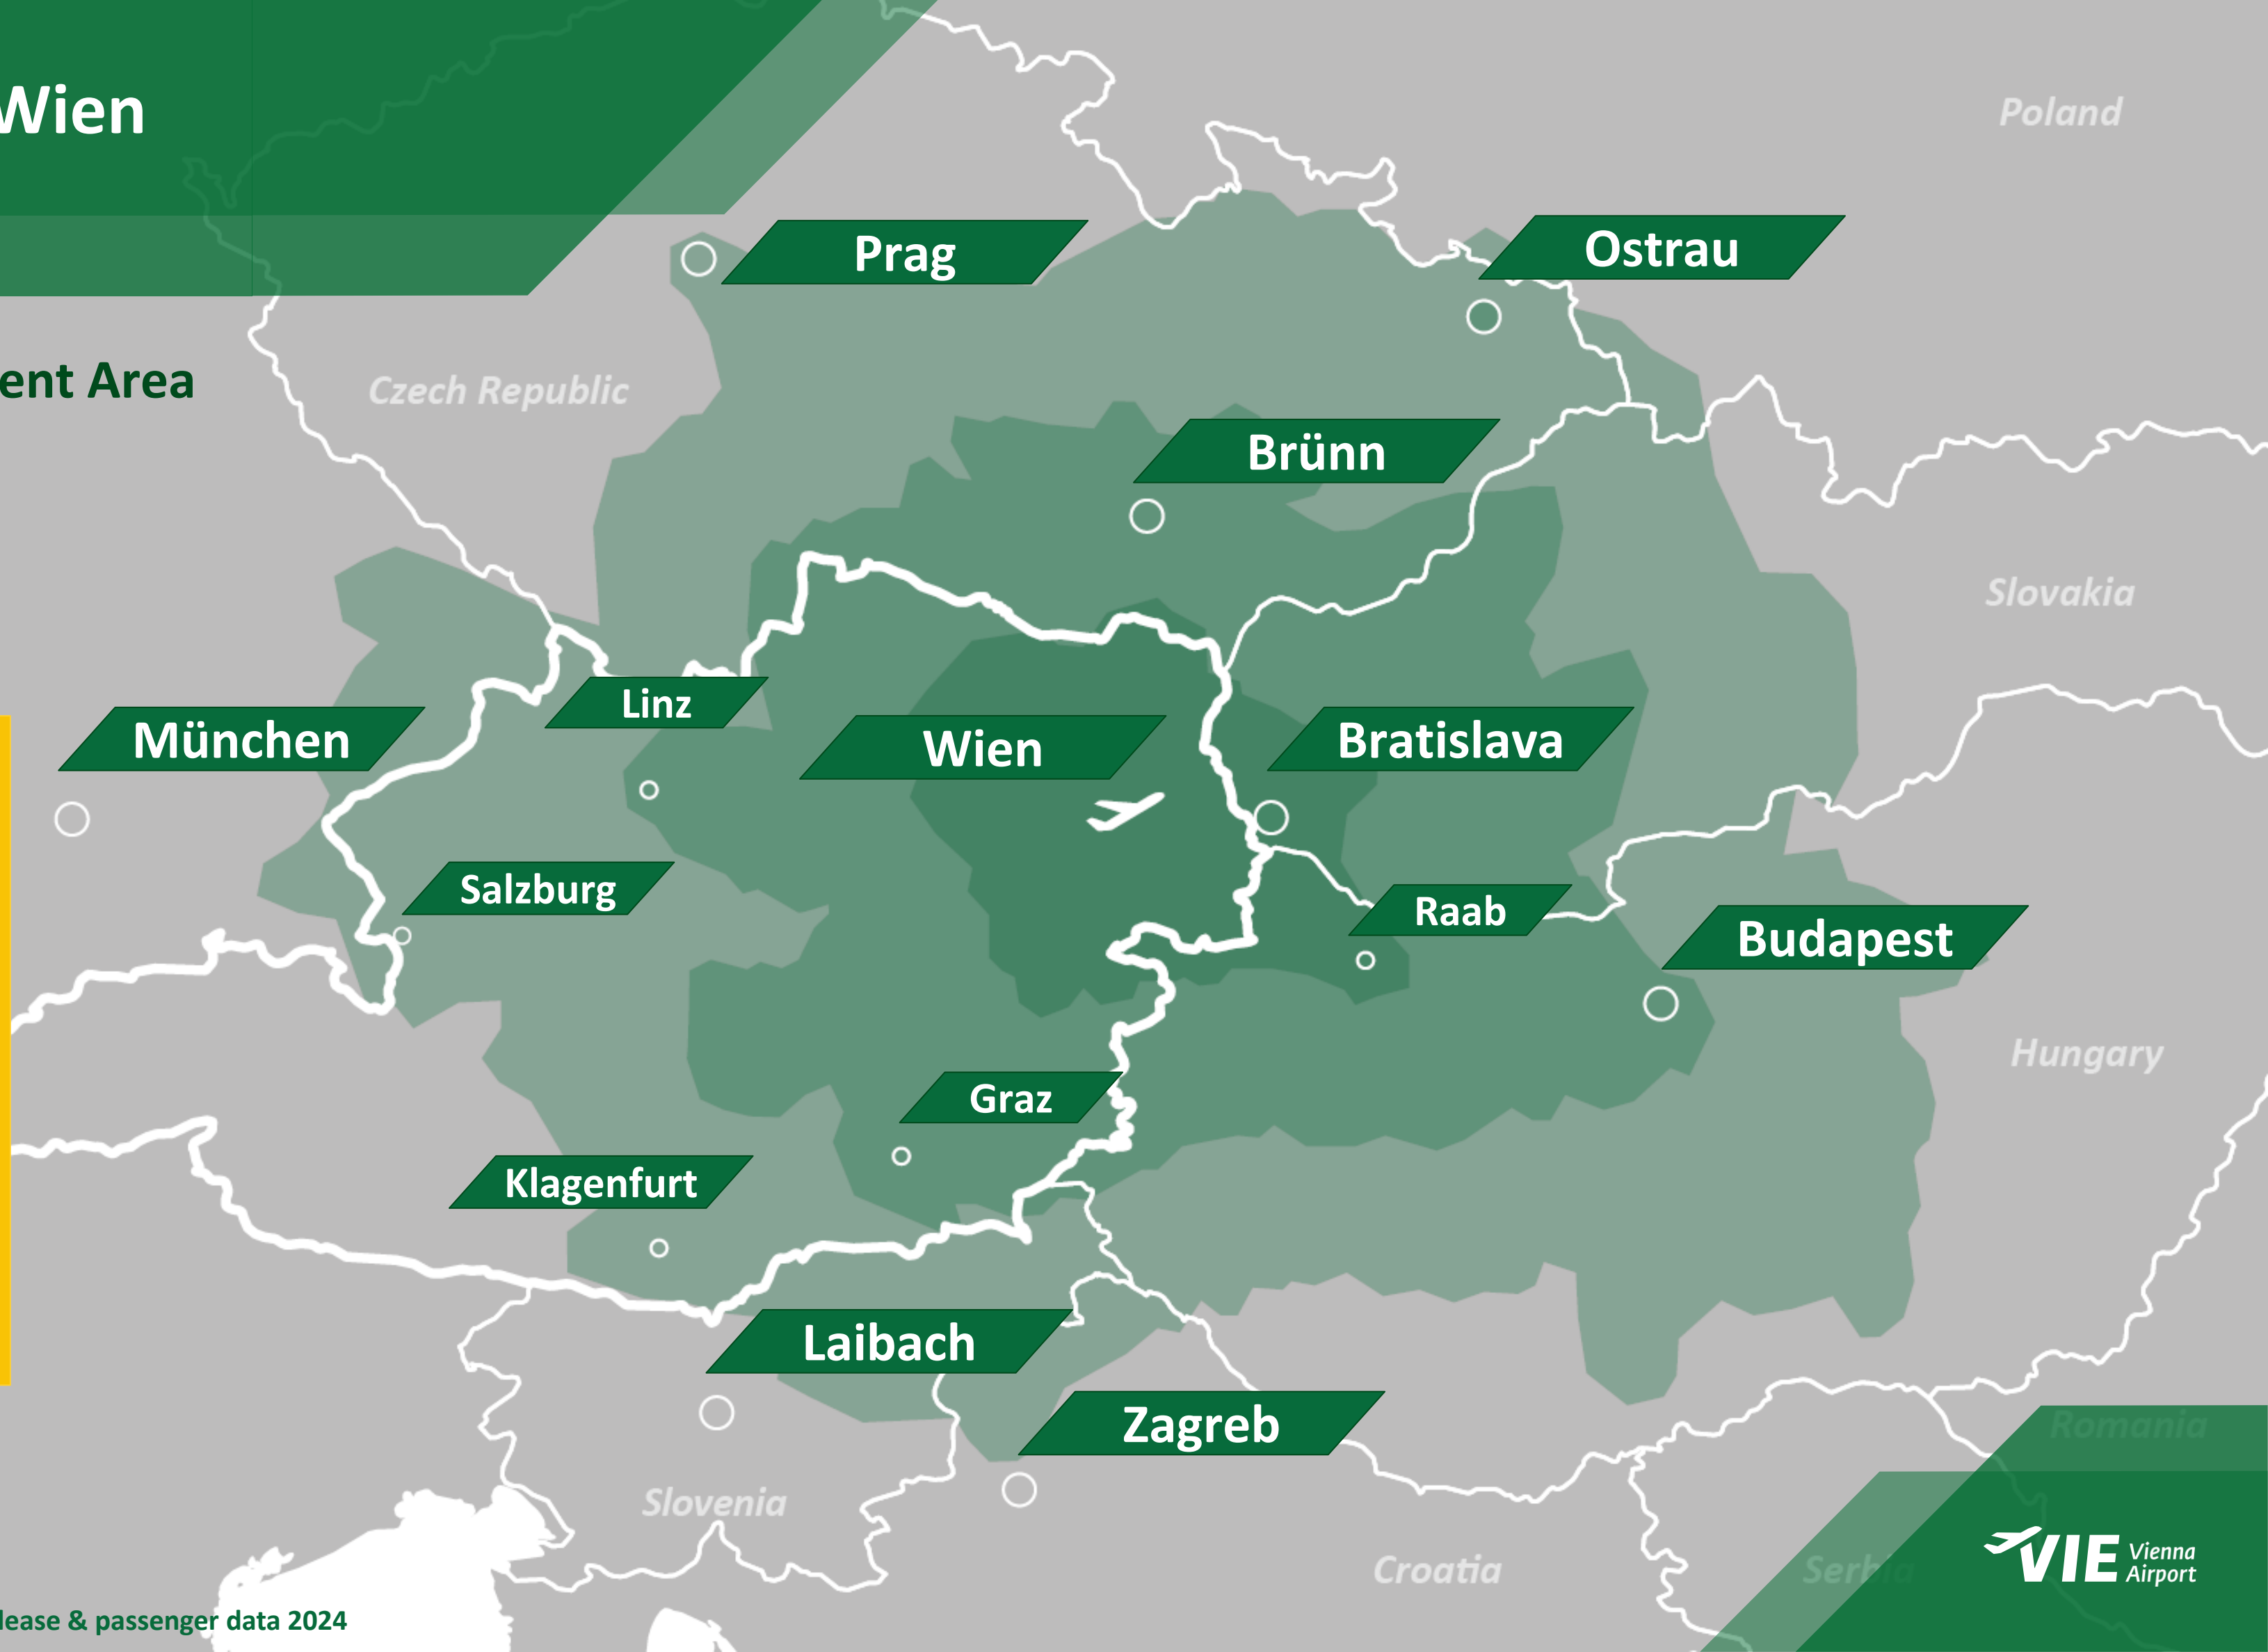 Wien
Poland
Prag
Ostrau
ent Area
Czech Republic
Brünn
Slovakia
Linz
München
Wien
Bratislava
Salzburg
Raab
Budapest
Hungary
Graz
Klagenfurt
Laibach
Zagreb
Romania
Slovenia
Croatia
Serbia
VIE Vienna
Airport
lease & passenger data 2024